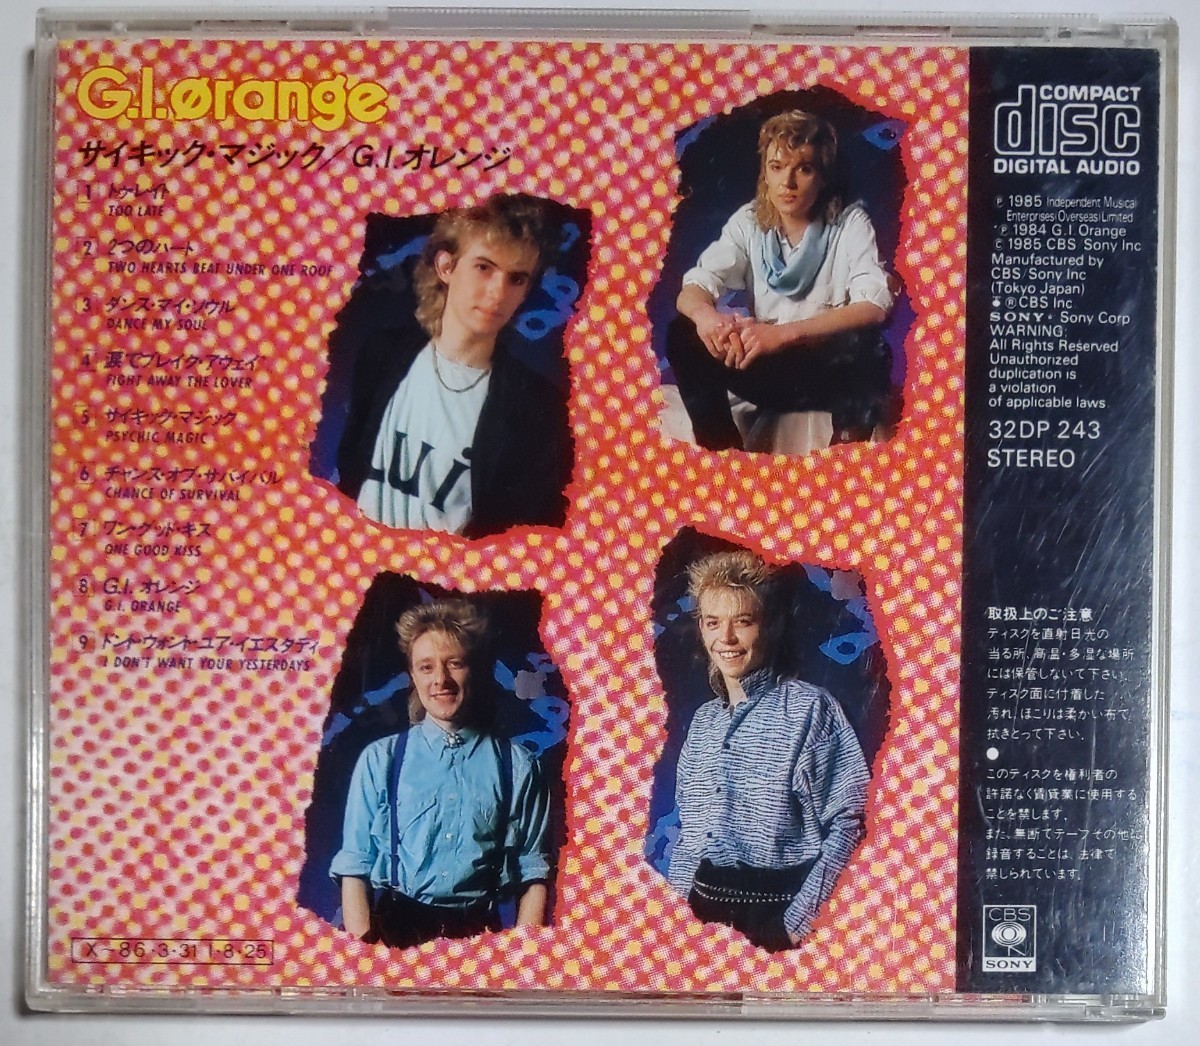 G.I.ørange
サイキック・マジック/G.I.オレンジ
1 トゥ・レイト
TOO LATE
2 2つのハート
TWO HEARTS BEAT UNDER ONE ROOF
3 ダンス・マイ・ソウル
DANCE MY SOUL
4 涙でブレイク・アウェイ
FIGHT AWAY THE LOVER
5 サイキック・マジック
PSYCHIC MAGIC
6 チャンス・オブ・サバイバル
CHANCE OF SURVIVAL
7 ワン・グッド・キス
ONE GOOD KISS
8 G.I. オレンジ
G.I. ORANGE
9 ドント・ウォント・ユア・イエスタデイ
I DON'T WANT YOUR YESTERDAYS
X-86・3・31 1・8・25
Lui
COMPACT
disc
DIGITAL AUDIO
℗ 1985 Independent Musical
Enterprises(Overseas)Limited
℗ 1984 G.I. Orange
© 1985 CBS Sony Inc
Manufactured by
CBS/Sony Inc
(Tokyo Japan)
®CBS Inc
SONY® Sony Corp
WARNING:
All Rights Reserved
Unauthorized
duplication is
a violation
of applicable laws
32DP 243
STEREO
取扱上のご注意
ディスクを直射日光の
当る所、高温・多湿な場所
には保管しないて下さい。
ディスク面に付着した
汚れ、ほこりは柔かい布で
拭きとって下さい。
●
このディスクを権利者の
許諾なく賃貸業に使用する
ことを禁します。
また、無断てテープその他に
録音することは、法律て
禁しられています。
CBS
SONY